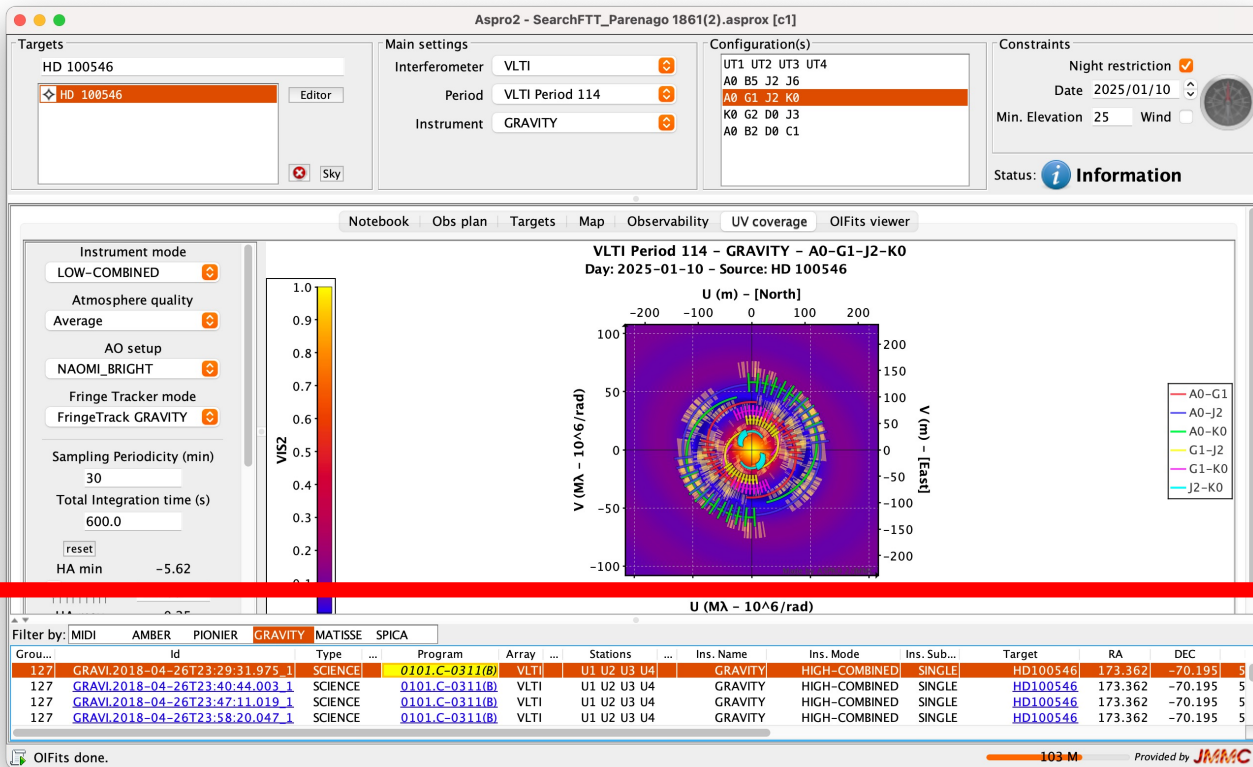 Aspro2 - SearchFTT_Parenago 1861(2).asprox [c1]
Targets
HD 100546
HD 100546
Editor
Sky
Main settings
Interferometer VLTI
Period VLTI Period 114
Instrument GRAVITY
Configuration(s)
UT1 UT2 UT3 UT4
A0 B5 J2 J6
A0 G1 J2 K0
K0 G2 D0 J3
A0 B2 D0 C1
Constraints
Night restriction
Date 2025/01/10
Min. Elevation 25 Wind
Status: i Information
Notebook Obs plan Targets Map Observability UV coverage OIFits viewer
Instrument mode
LOW-COMBINED
Atmosphere quality
Average
AO setup
NAOMI_BRIGHT
Fringe Tracker mode
FringeTrack GRAVITY
Sampling Periodicity (min)
30
Total Integration time (s)
600.0
reset
HA min -5.62
1.0
0.9
0.8
0.7
0.6
0.5
0.4
0.3
0.2
VIS2
VLTI Period 114 – GRAVITY – A0-G1-J2-K0
Day: 2025-01-10 – Source: HD 100546
U (m) – [North]
-200 -100 0 100 200
100
50
0
-50
-100
V (Mλ – 10^6/rad)
200
150
100
50
0
-50
-100
-150
-200
V (m) – [East]
U (Mλ – 10^6/rad)
A0-G1
A0-J2
A0-K0
G1-J2
G1-K0
J2-K0
Filter by: MIDI AMBER PIONIER GRAVITY MATISSE SPICA
Grou... Id Type ... Program Array ... Stations ... Ins. Name Ins. Mode Ins. Sub... Target RA DEC
127 GRAVI.2018-04-26T23:29:31.975_1 SCIENCE 0101.C-0311(B) VLTI U1 U2 U3 U4 GRAVITY HIGH-COMBINED SINGLE HD100546 173.362 -70.195 5
127 GRAVI.2018-04-26T23:40:44.003_1 SCIENCE 0101.C-0311(B) VLTI U1 U2 U3 U4 GRAVITY HIGH-COMBINED SINGLE HD100546 173.362 -70.195 5
127 GRAVI.2018-04-26T23:47:11.019_1 SCIENCE 0101.C-0311(B) VLTI U1 U2 U3 U4 GRAVITY HIGH-COMBINED SINGLE HD100546 173.362 -70.195 5
127 GRAVI.2018-04-26T23:58:20.047_1 SCIENCE 0101.C-0311(B) VLTI U1 U2 U3 U4 GRAVITY HIGH-COMBINED SINGLE HD100546 173.362 -70.195 5
OIFits done.
103 M
Provided by JMMC